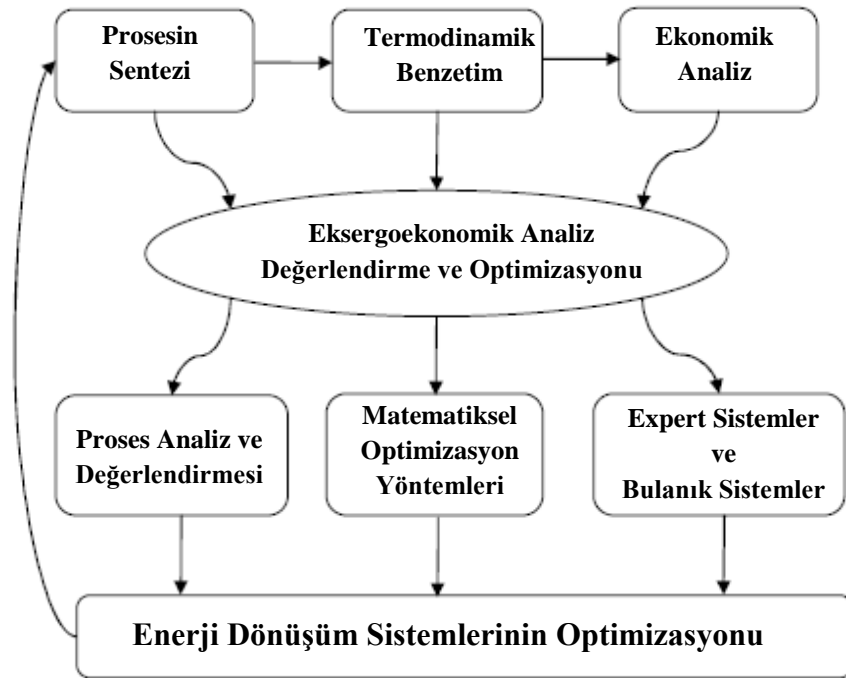 Prosesin
Sentezi
Termodinamik
Benzetim
Ekonomik
Analiz
Eksergoekonomik Analiz
Değerlendirme ve Optimizasyonu
Proses Analiz ve
Değerlendirmesi
Matematiksel
Optimizasyon
Yöntemleri
Expert Sistemler
ve
Bulanık Sistemler
Enerji Dönüşüm Sistemlerinin Optimizasyonu